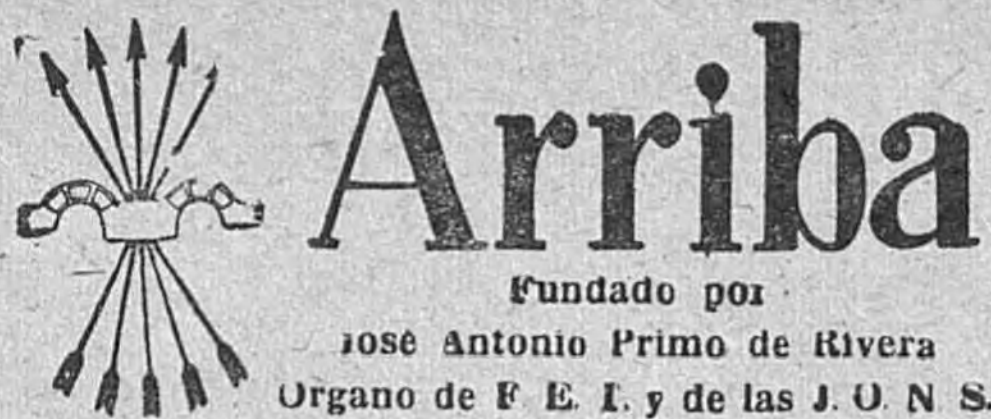 Arriba
Fundado por
José Antonio Primo de Rivera
Organo de F. E. T. y de las J. O. N. S.